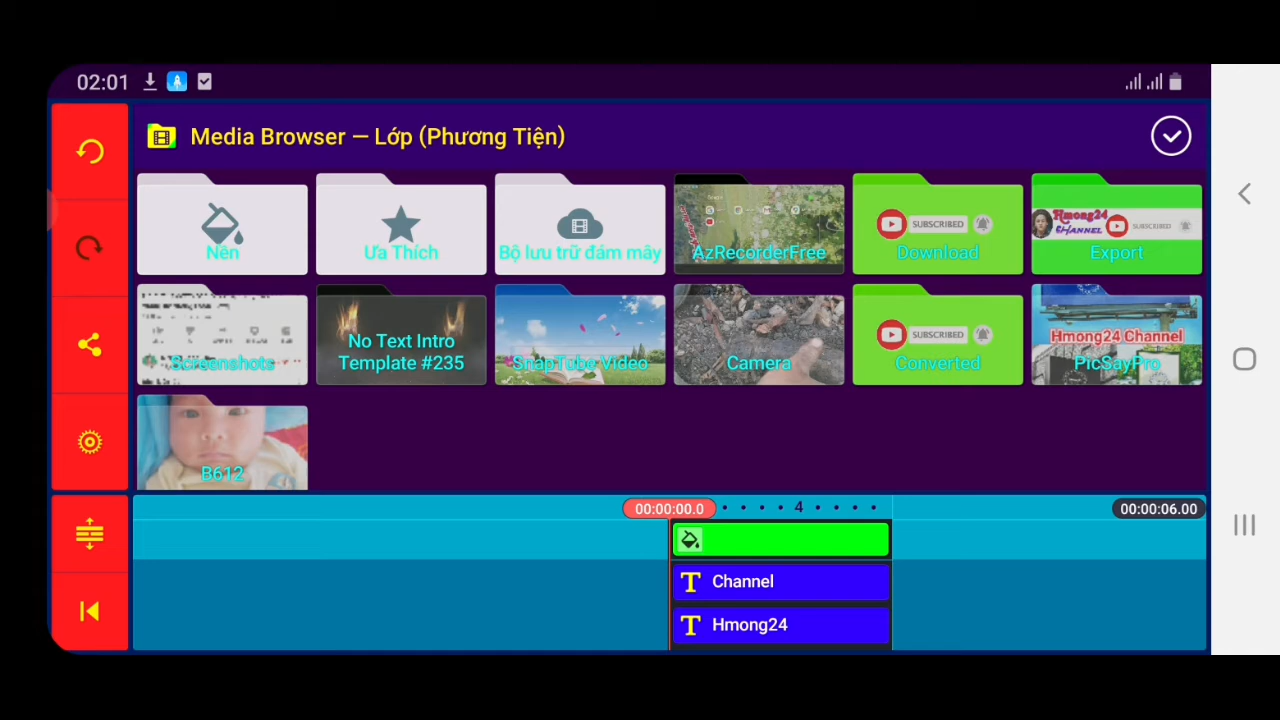 02:01
Media Browser — Lớp (Phương Tiện)
Nền
Ưa Thích
Bộ lưu trữ đám mây
AzRecorderFree
SUBSCRIBED
Download
Hmong24
CHANNEL
SUBSCRIBED
Export
Screenshots
No Text Intro
Template #235
SnapTube Video
Camera
SUBSCRIBED
Converted
Hmong24 Channel
PicSayPro
B612
00:00:00.0
4
00:00:06.00
T Channel
T Hmong24